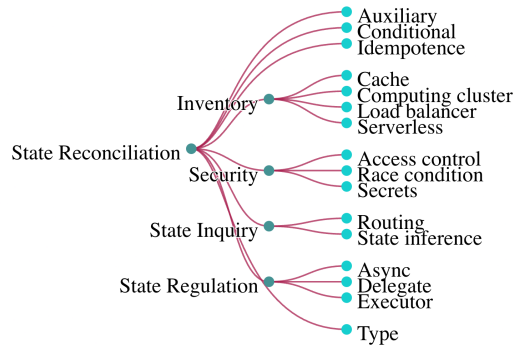 Auxiliary
Conditional
Idempotence
Cache
Inventory
Computing cluster
Load balancer
Serverless
State Reconciliation
Access control
Security
Race condition
Secrets
Routing
State Inquiry
State inference
Async
State Regulation
Delegate
Executor
Type